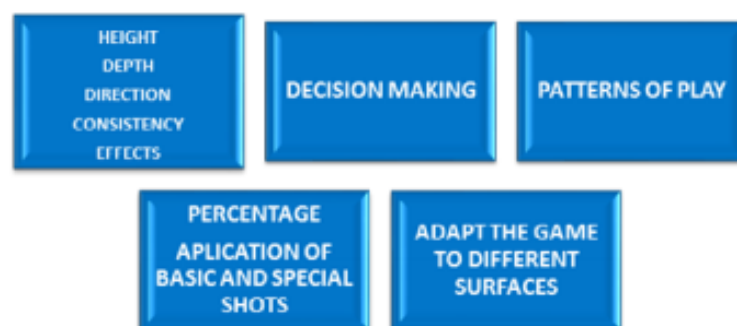 HEIGHT
DEPTH
DIRECTION
CONSISTENCY
EFFECTS
DECISION MAKING
PATTERNS OF PLAY
PERCENTAGE
APLICATION OF
BASIC AND SPECIAL
SHOTS
ADAPT THE GAME
TO DIFFERENT
SURFACES